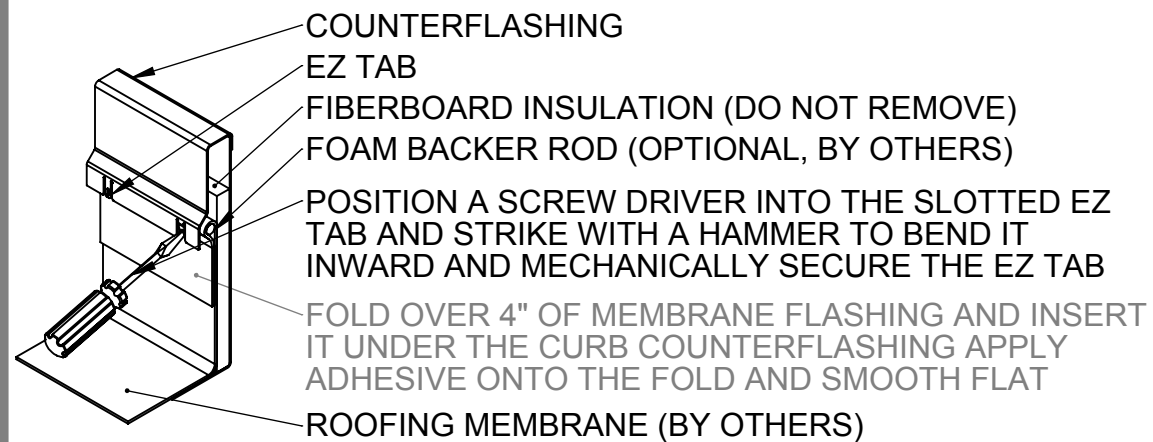 COUNTERFLASHING
EZ TAB
FIBERBOARD INSULATION (DO NOT REMOVE)
FOAM BACKER ROD (OPTIONAL, BY OTHERS)
POSITION A SCREW DRIVER INTO THE SLOTTED EZ
TAB AND STRIKE WITH A HAMMER TO BEND IT
INWARD AND MECHANICALLY SECURE THE EZ TAB
FOLD OVER 4" OF MEMBRANE FLASHING AND INSERT
IT UNDER THE CURB COUNTERFLASHING APPLY
ADHESIVE ONTO THE FOLD AND SMOOTH FLAT
ROOFING MEMBRANE (BY OTHERS)